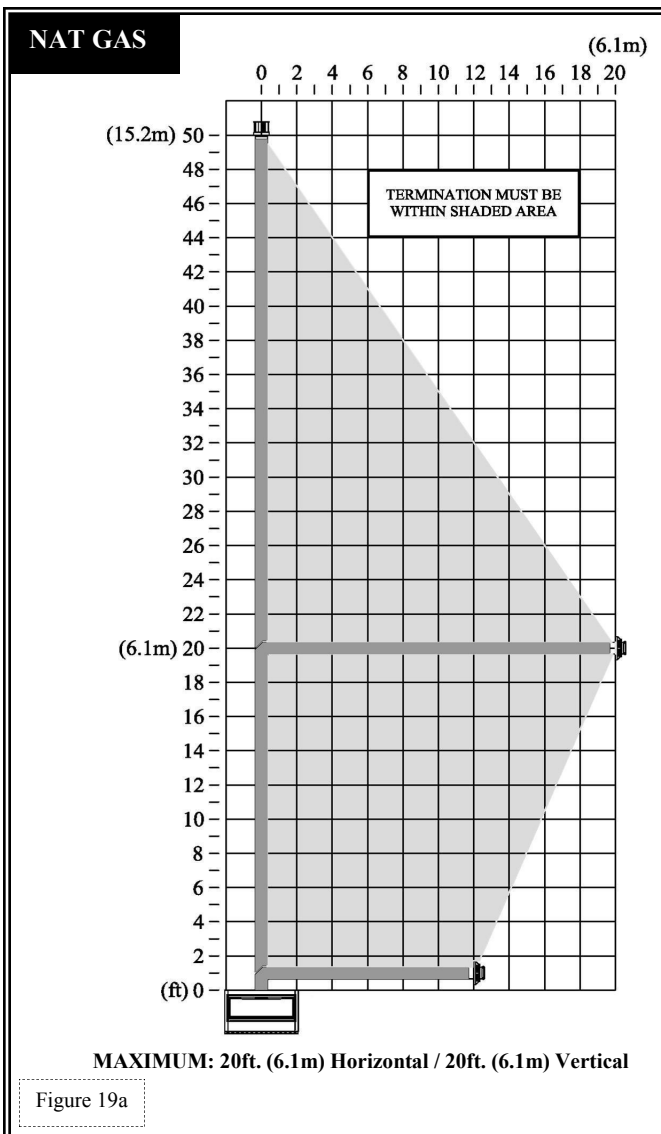 NAT GAS
(6.1m)
0 2 4 6 8 10 12 14 16 18 20
(15.2m) 50
48
TERMINATION MUST BE
WITHIN SHADED AREA
46
44
42
40
38
36
34
32
30
28
26
24
22
(6.1m) 20
18
16
14
12
10
8
6
4
2
(ft) 0
MAXIMUM: 20ft. (6.1m) Horizontal / 20ft. (6.1m) Vertical
Figure 19a